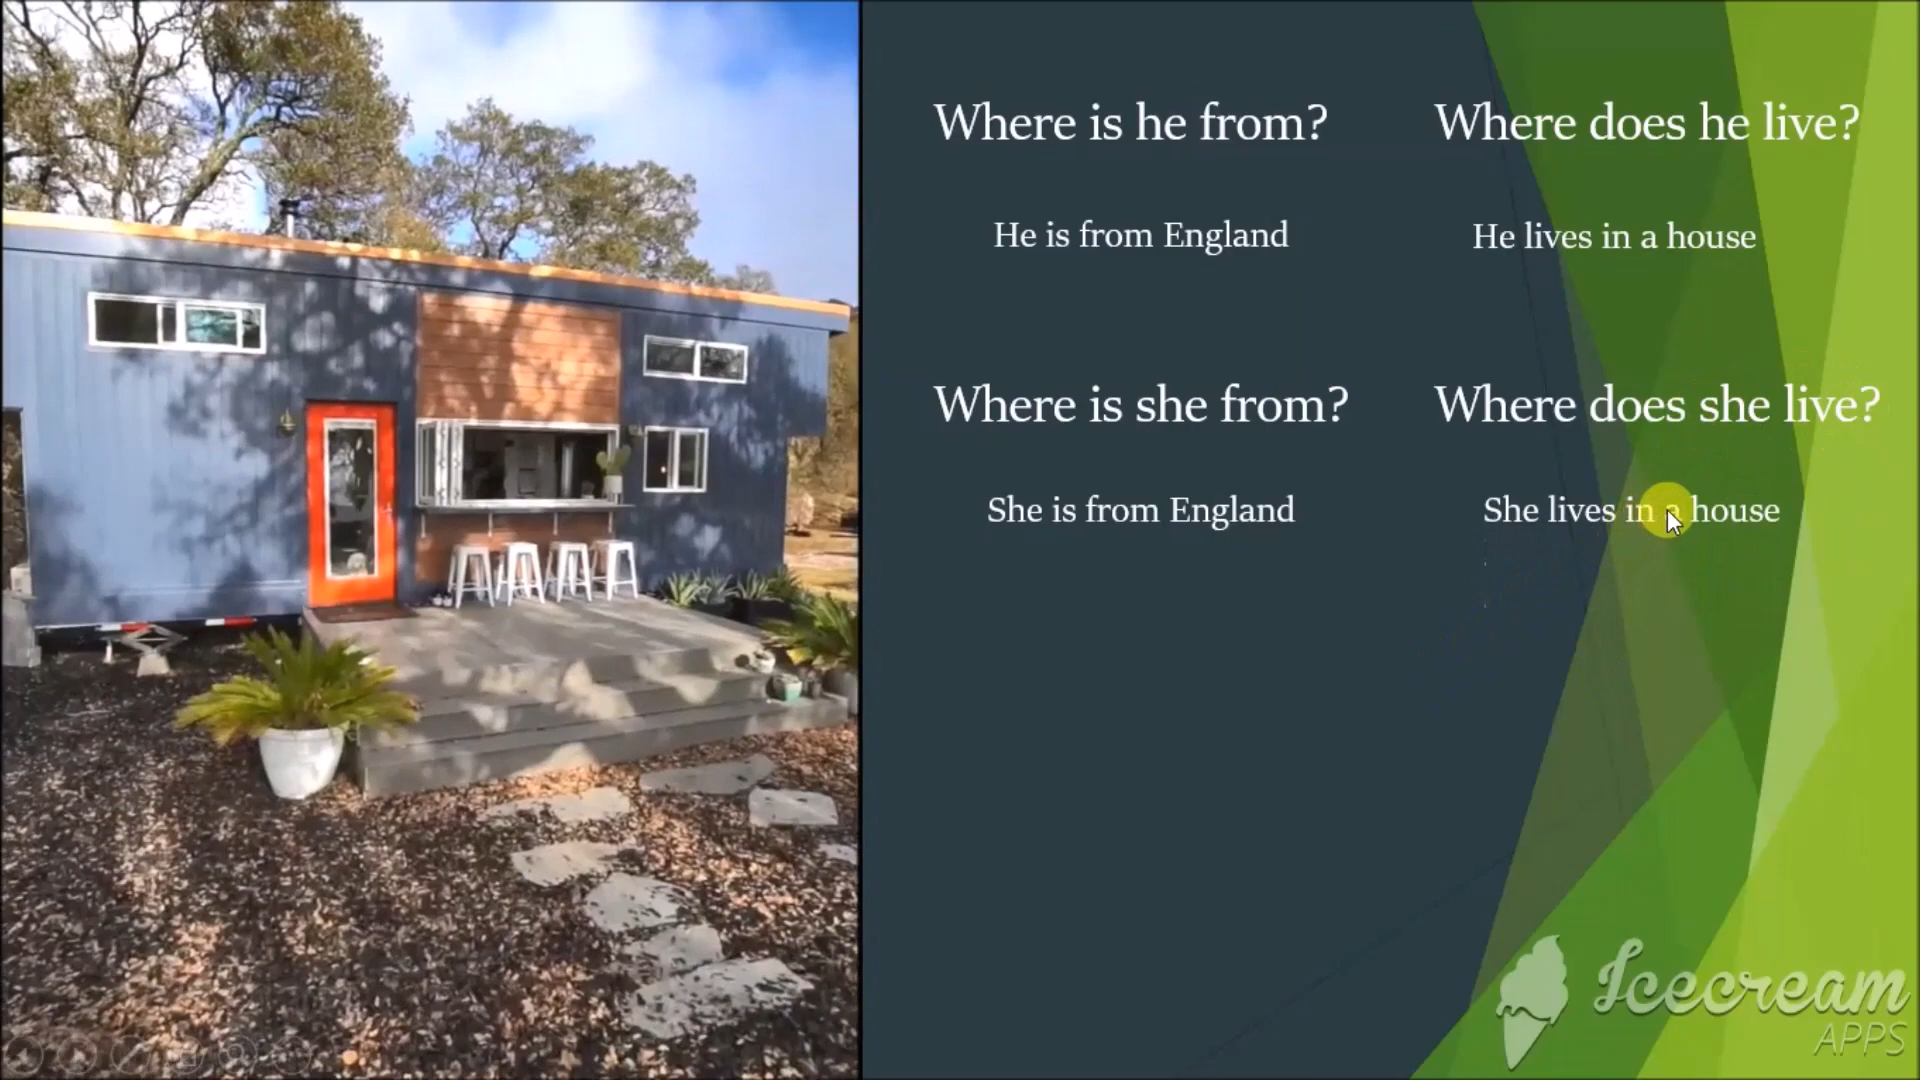 Where is he from?
Where does he live?
He is from England
He lives in a house
Where is she from?
Where does she live?
She is from England
She lives in a house
Icecream
APPS